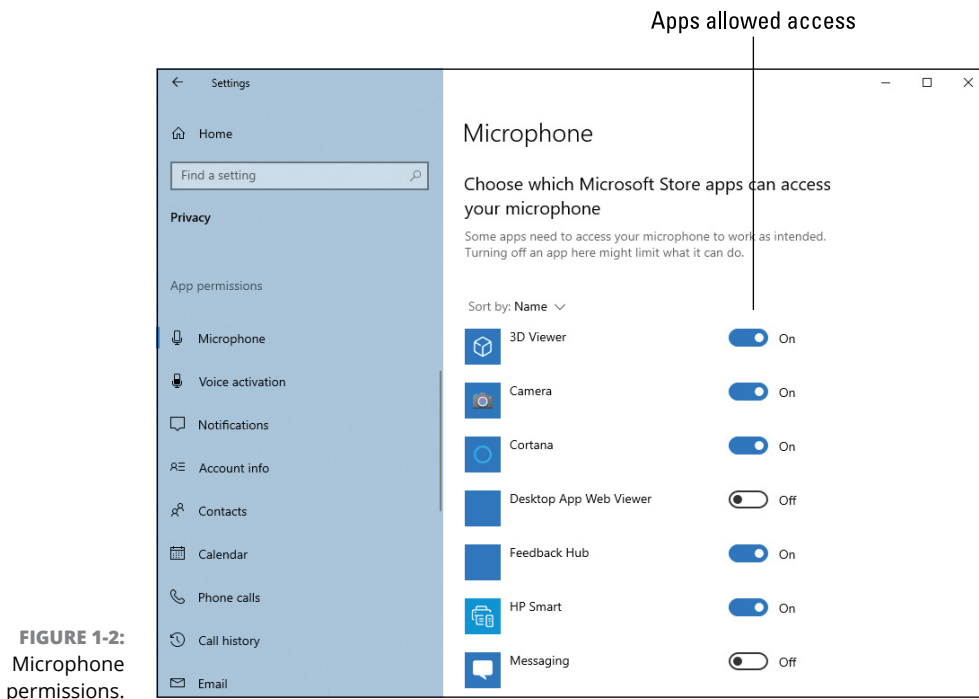 Apps allowed access
Settings
Home
Find a setting
Privacy
App permissions
Microphone
Voice activation
Notifications
Account info
Contacts
Calendar
Phone calls
Call history
Email
Microphone
Choose which Microsoft Store apps can access
your microphone
Some apps need to access your microphone to work as intended.
Turning off an app here might limit what it can do.
Sort by: Name
3D Viewer On
Camera On
Cortana On
Desktop App Web Viewer Off
Feedback Hub On
HP Smart On
Messaging Off
FIGURE 1-2:
Microphone
permissions.